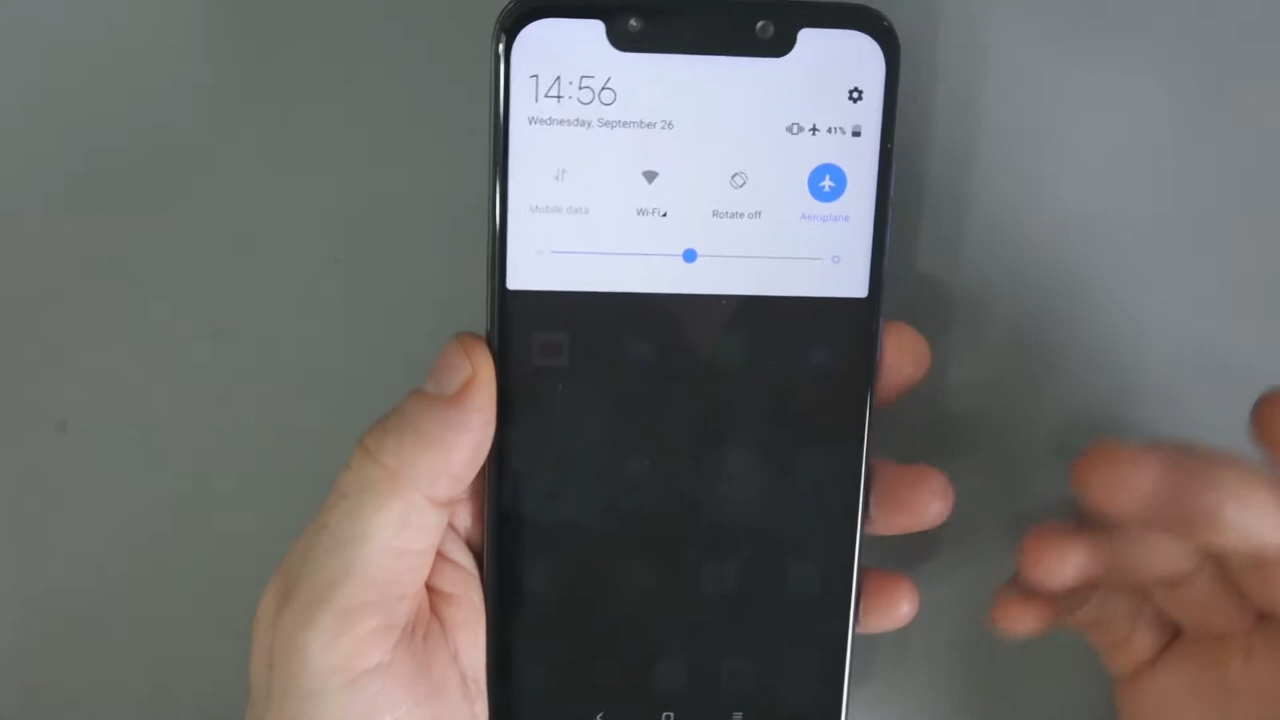 14:56
Wednesday, September 26
41%
Mobile data
Wi-Fi
Rotate off
Aeroplane